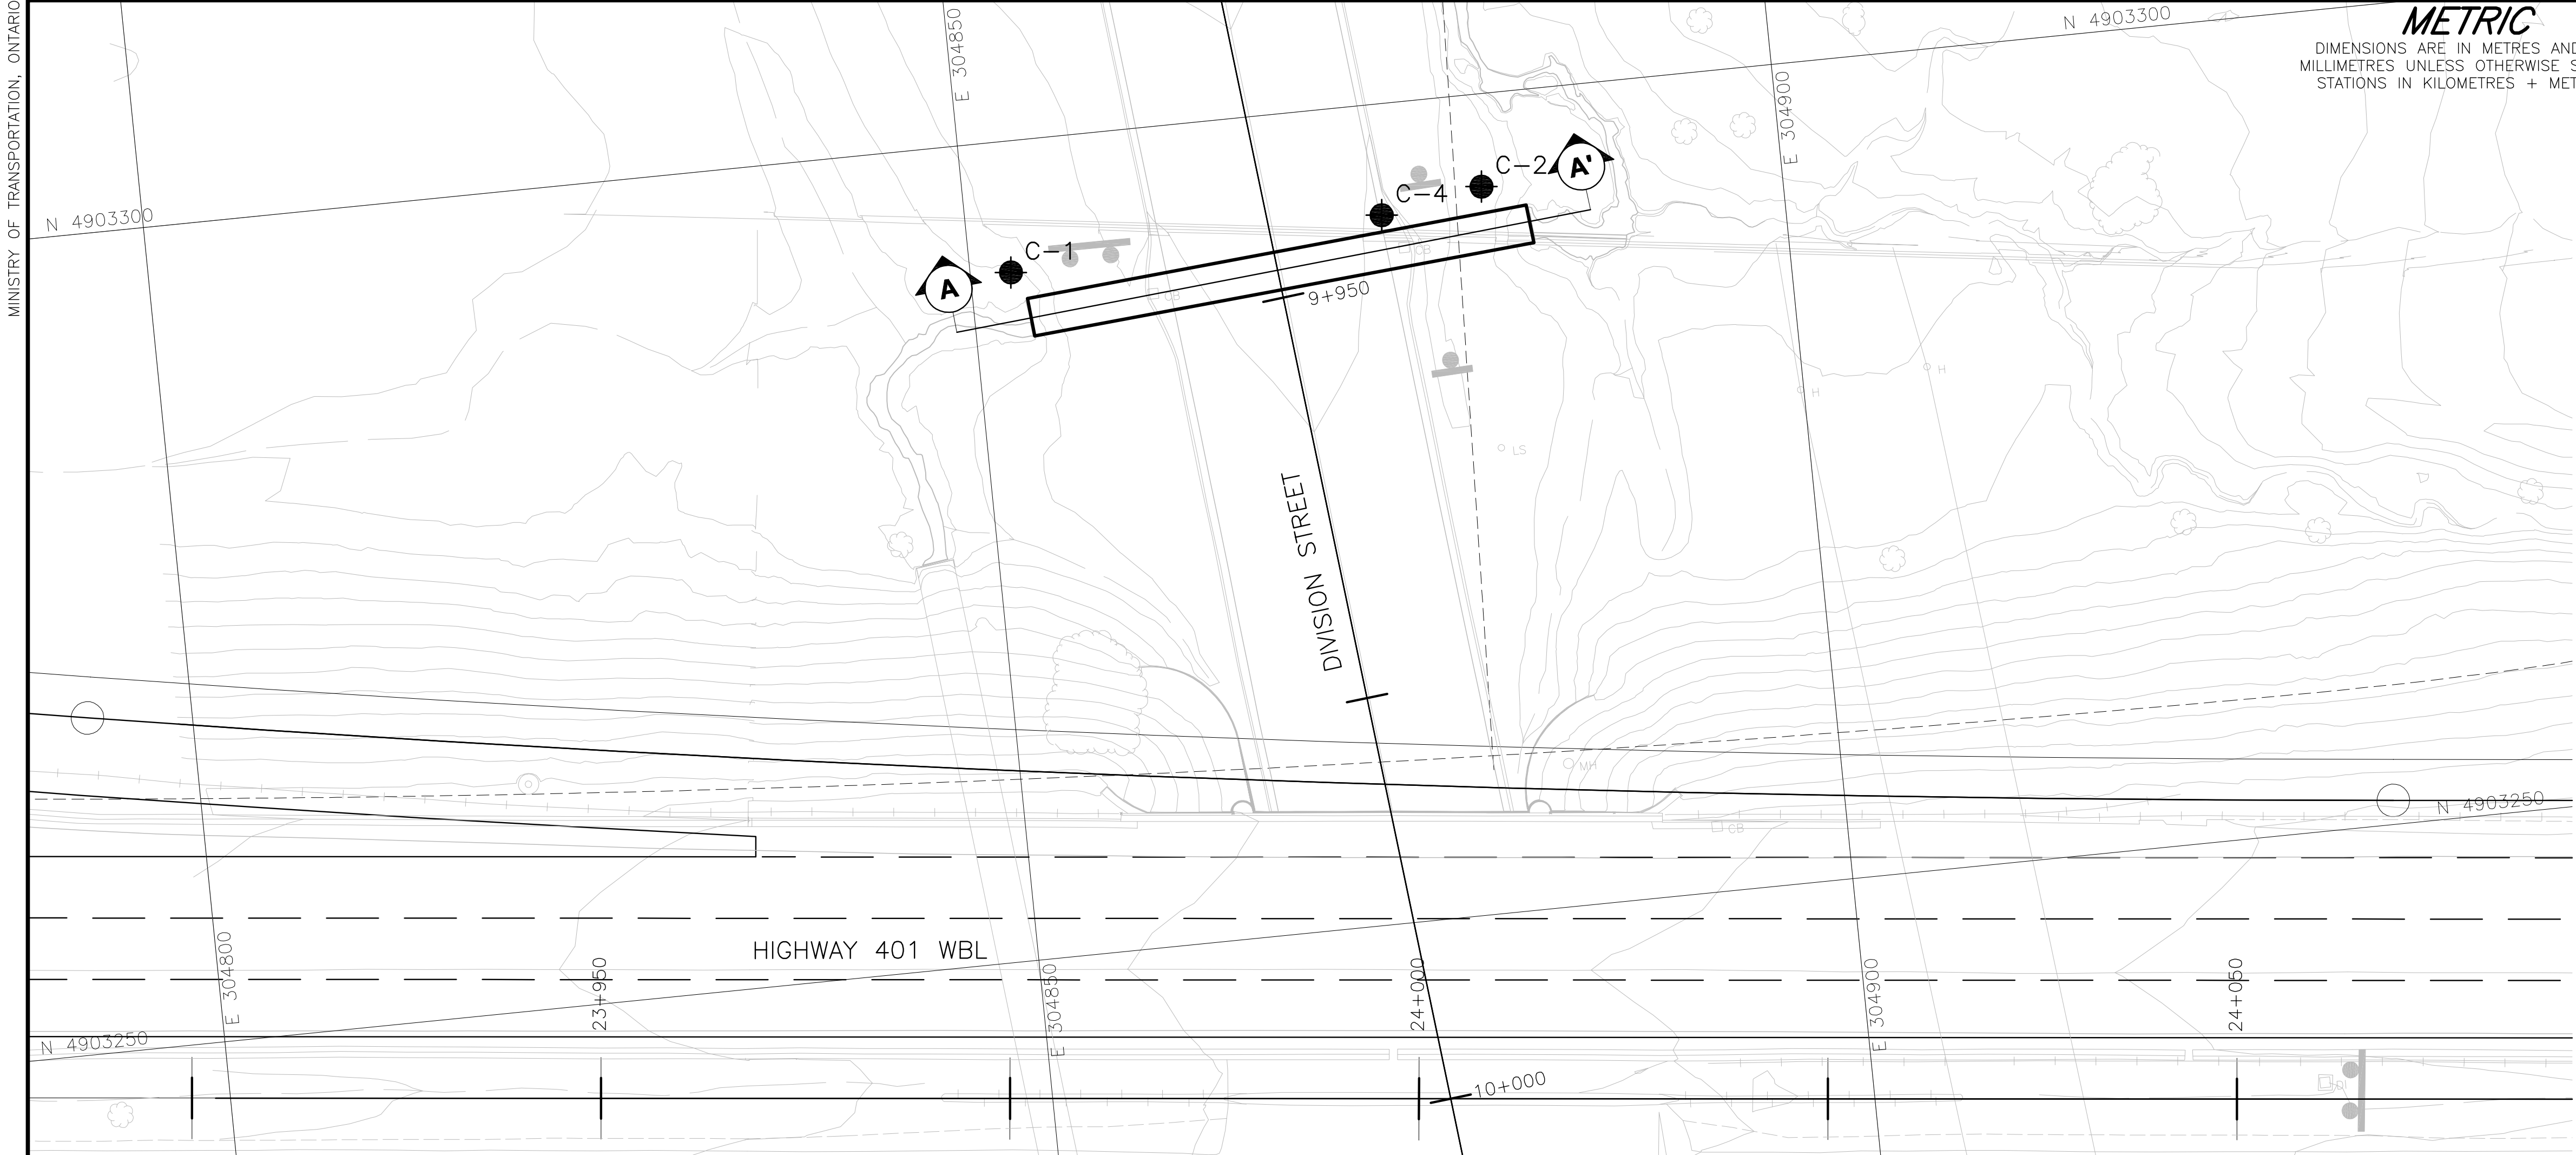 MINISTRY OF TRANSPORTATION, ONTARIO
METRIC
DIMENSIONS ARE IN METRES AND
MILLIMETRES UNLESS OTHERWISE S
STATIONS IN KILOMETRES + MET
E 304850
N 4903300
E 304900
N 4903300
C-2
A'
C-4
C-1
A
CB
CB
9+950
H
H
LS
DIVISION STREET
MH
N 4903250
CB
HIGHWAY 401 WBL
E 304800
23+950
E 304850
24+000
E 304900
24+050
N 4903250
10+000
DI